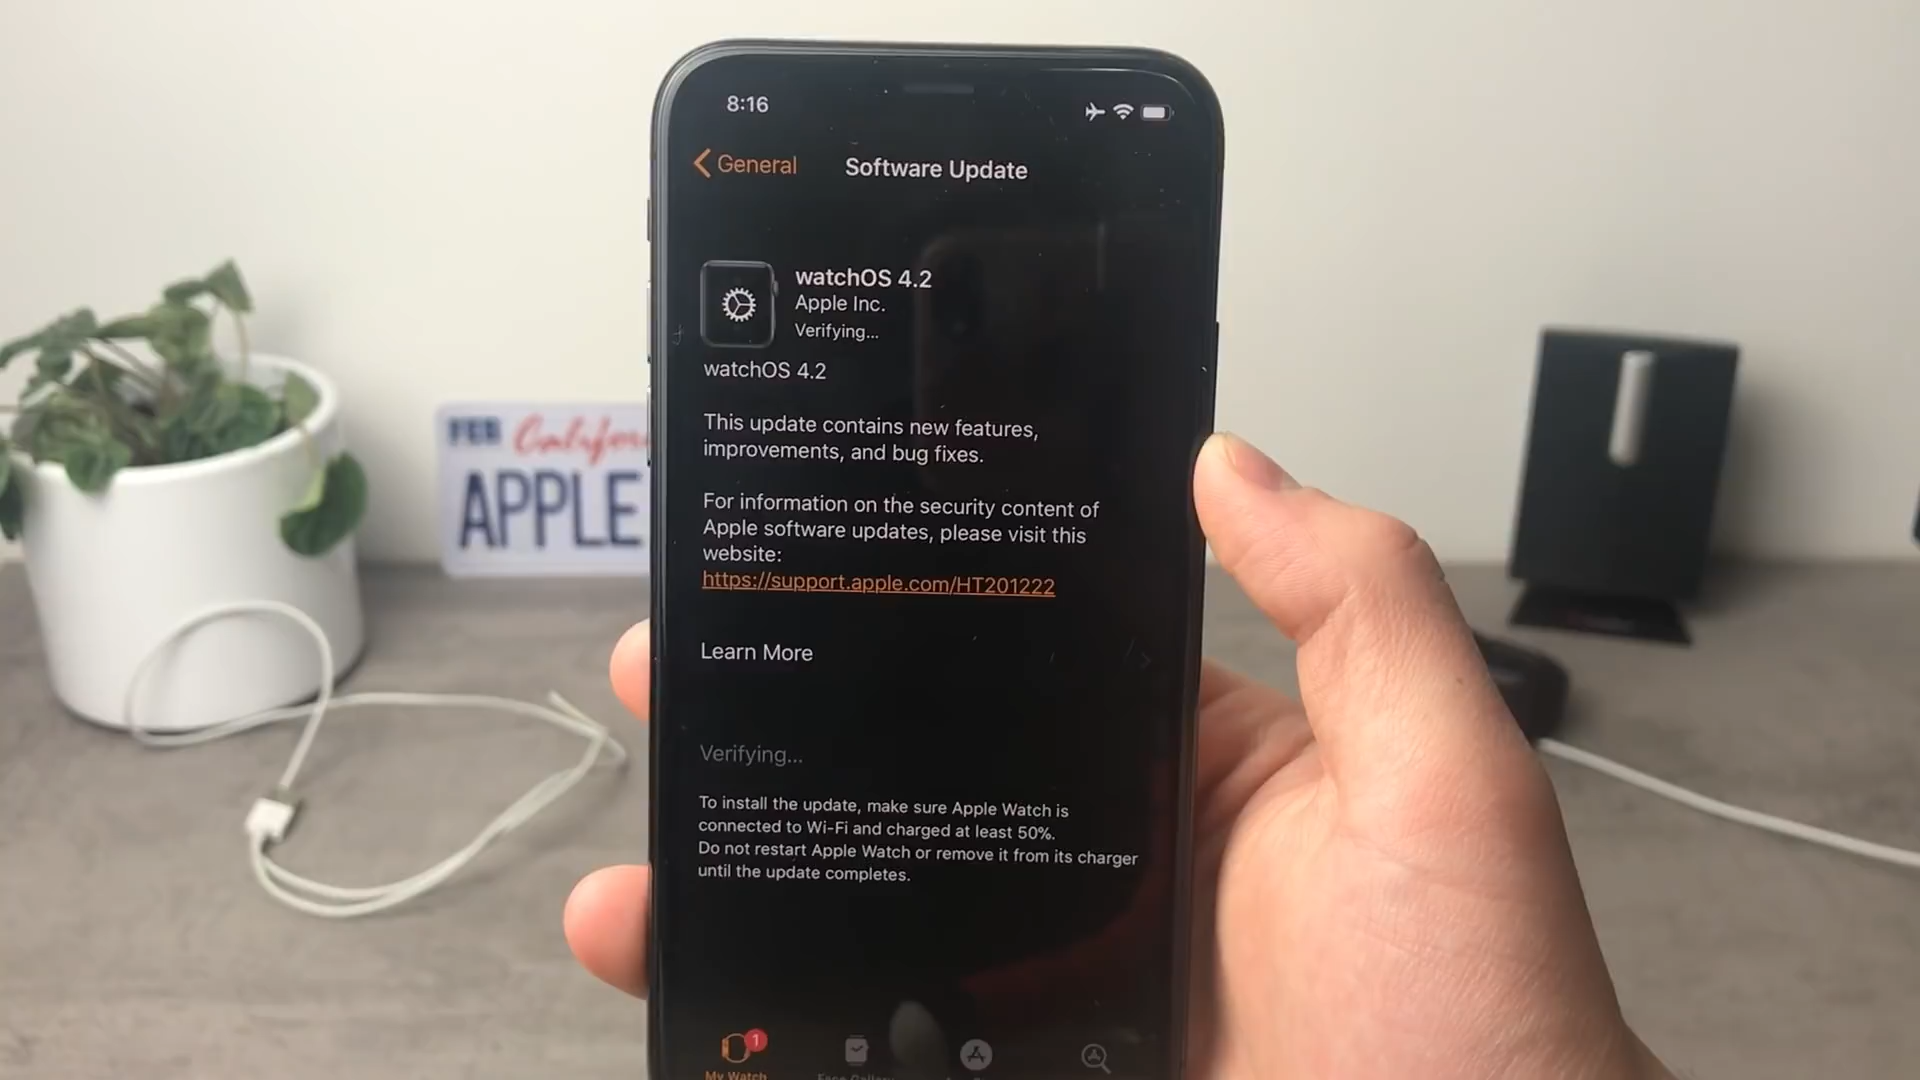 8:16
General
Software Update
watchOS 4.2
Apple Inc.
Verifying...
watchOS 4.2
This update contains new features,
improvements, and bug fixes.
For information on the security content of
Apple software updates, please visit this
website:
https://support.apple.com/HT201222
Learn More
Verifying...
To install the update, make sure Apple Watch is
connected to Wi-Fi and charged at least 50%.
Do not restart Apple Watch or remove it from its charger
until the update completes.
1
My Watch
FEB
APPLE